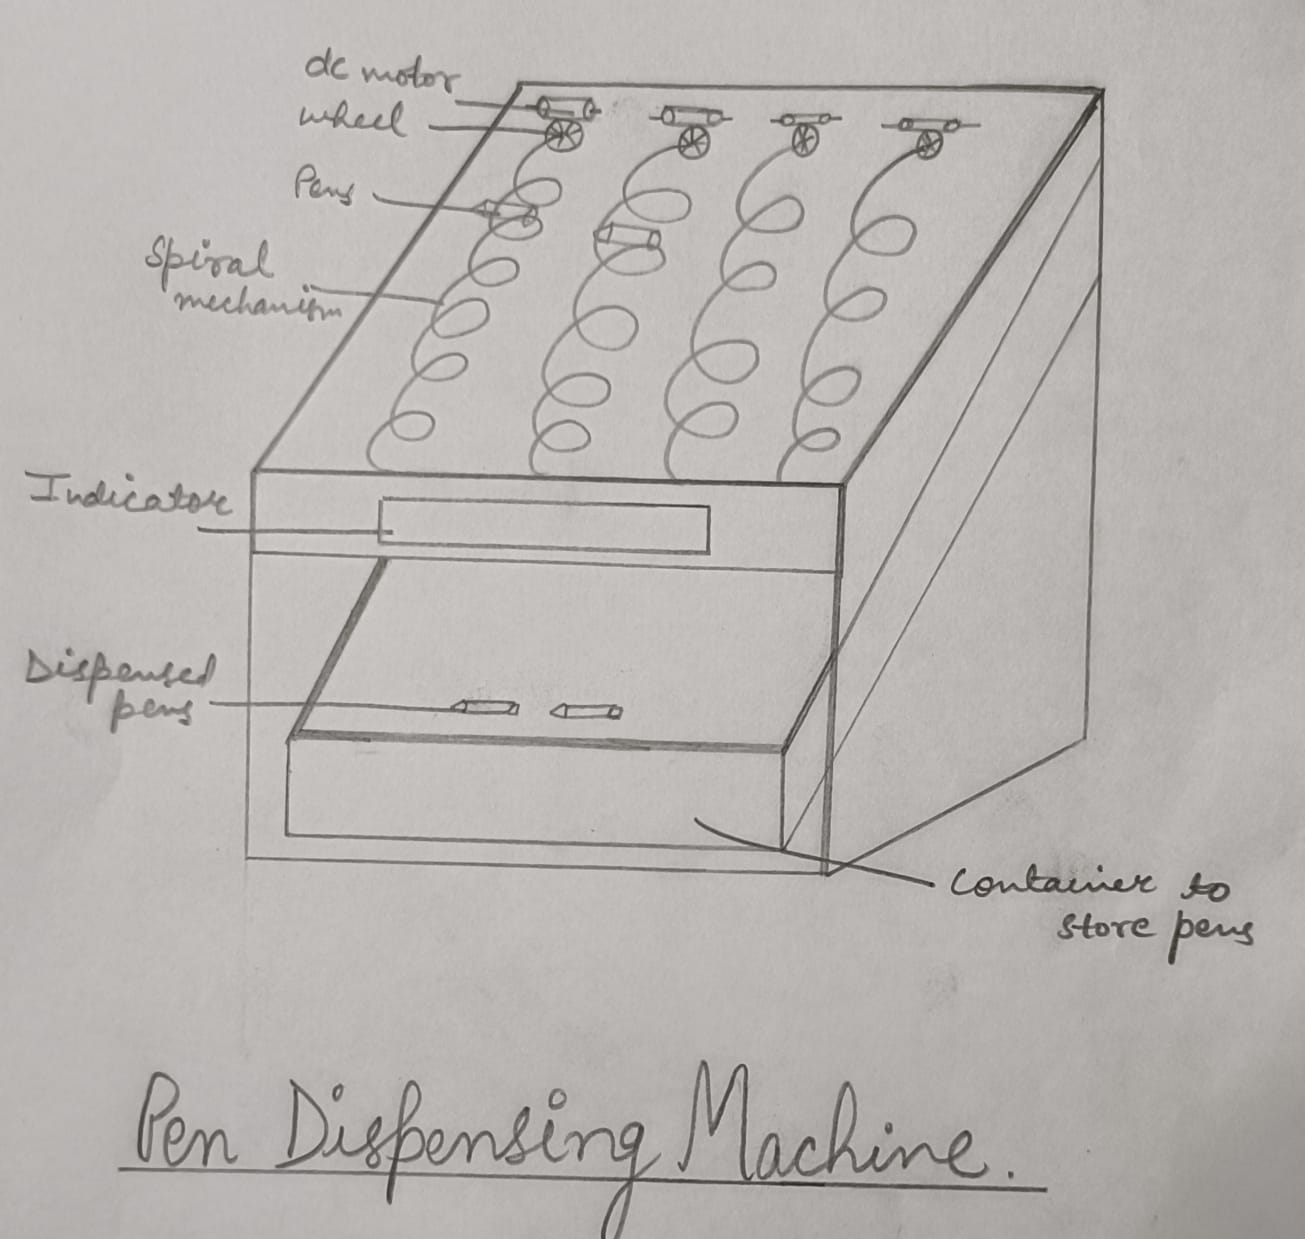 dc motor
wheel
Pens
Spiral
mechanism
Indicator
Dispensed
pens
Container to
store pens
Pen Dispensing Machine.